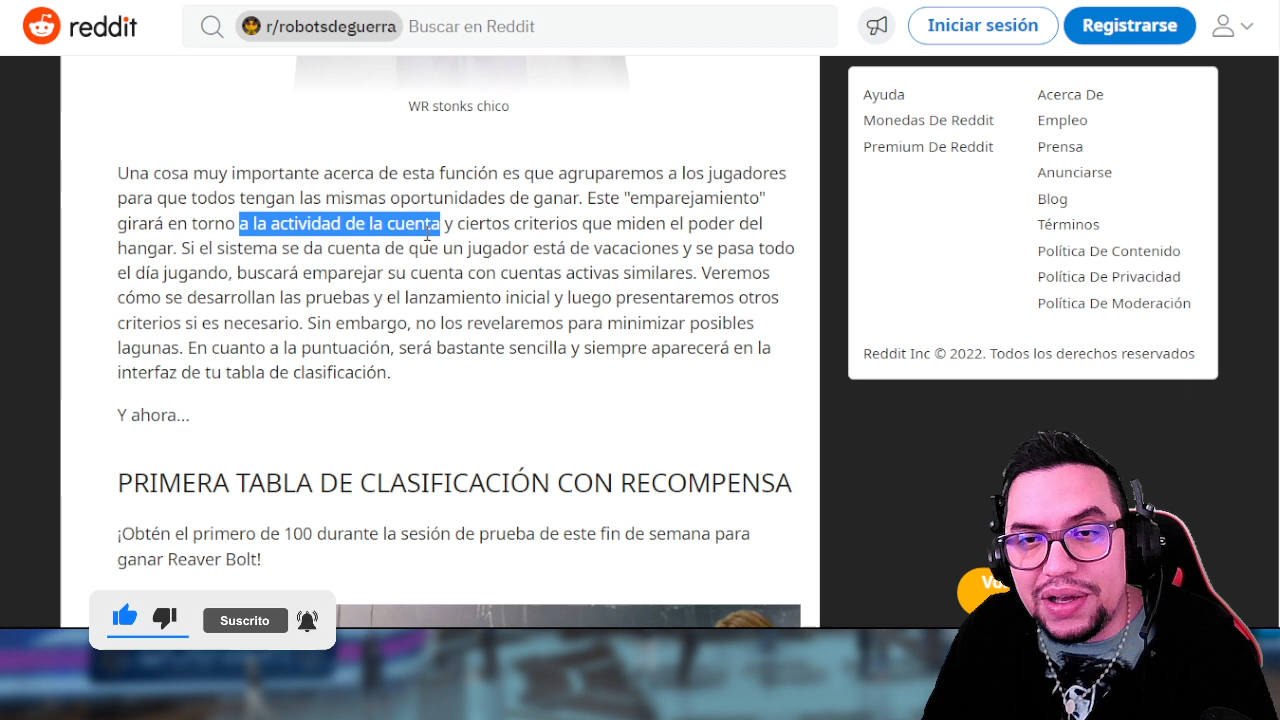 reddit
r/robotsdeguerra
Buscar en Reddit
Iniciar sesión
Registrarse
WR stonks chico
Una cosa muy importante acerca de esta función es que agruparemos a los jugadores
para que todos tengan las mismas oportunidades de ganar. Este "emparejamiento"
girará en torno a la actividad de la cuenta y ciertos criterios que miden el poder del
hangar. Si el sistema se da cuenta de que un jugador está de vacaciones y se pasa todo
el día jugando, buscará emparejar su cuenta con cuentas activas similares. Veremos
cómo se desarrollan las pruebas y el lanzamiento inicial y luego presentaremos otros
criterios si es necesario. Sin embargo, no los revelaremos para minimizar posibles
lagunas. En cuanto a la puntuación, será bastante sencilla y siempre aparecerá en la
interfaz de tu tabla de clasificación.
Y ahora...
PRIMERA TABLA DE CLASIFICACIÓN CON RECOMPENSA
¡Obtén el primero de 100 durante la sesión de prueba de este fin de semana para
ganar Reaver Bolt!
Suscrito
Ayuda
Monedas De Reddit
Premium De Reddit
Acerca De
Empleo
Prensa
Anunciarse
Blog
Términos
Política De Contenido
Política De Privacidad
Política De Moderación
Reddit Inc © 2022. Todos los derechos reservados